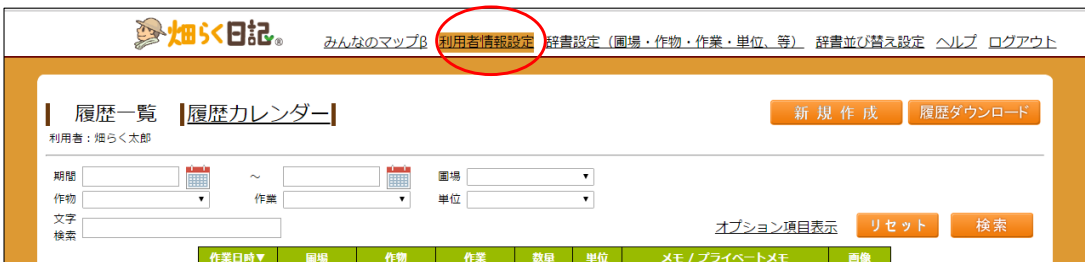 畑らく日記® みんなのマップβ 利用者情報設定 辞書設定（圃場・作物・作業・単位、等） 辞書並び替え設定 ヘルプ ログアウト
履歴一覧 履歴カレンダー 新規作成 履歴ダウンロード
利用者：畑らく太郎
期間 ～ 圃場
作物 作業 単位
文字
検索
オプション項目表示 リセット 検索
作業日時▼ 圃場 作物 作業 数量 単位 メモ / プライベートメモ 画像